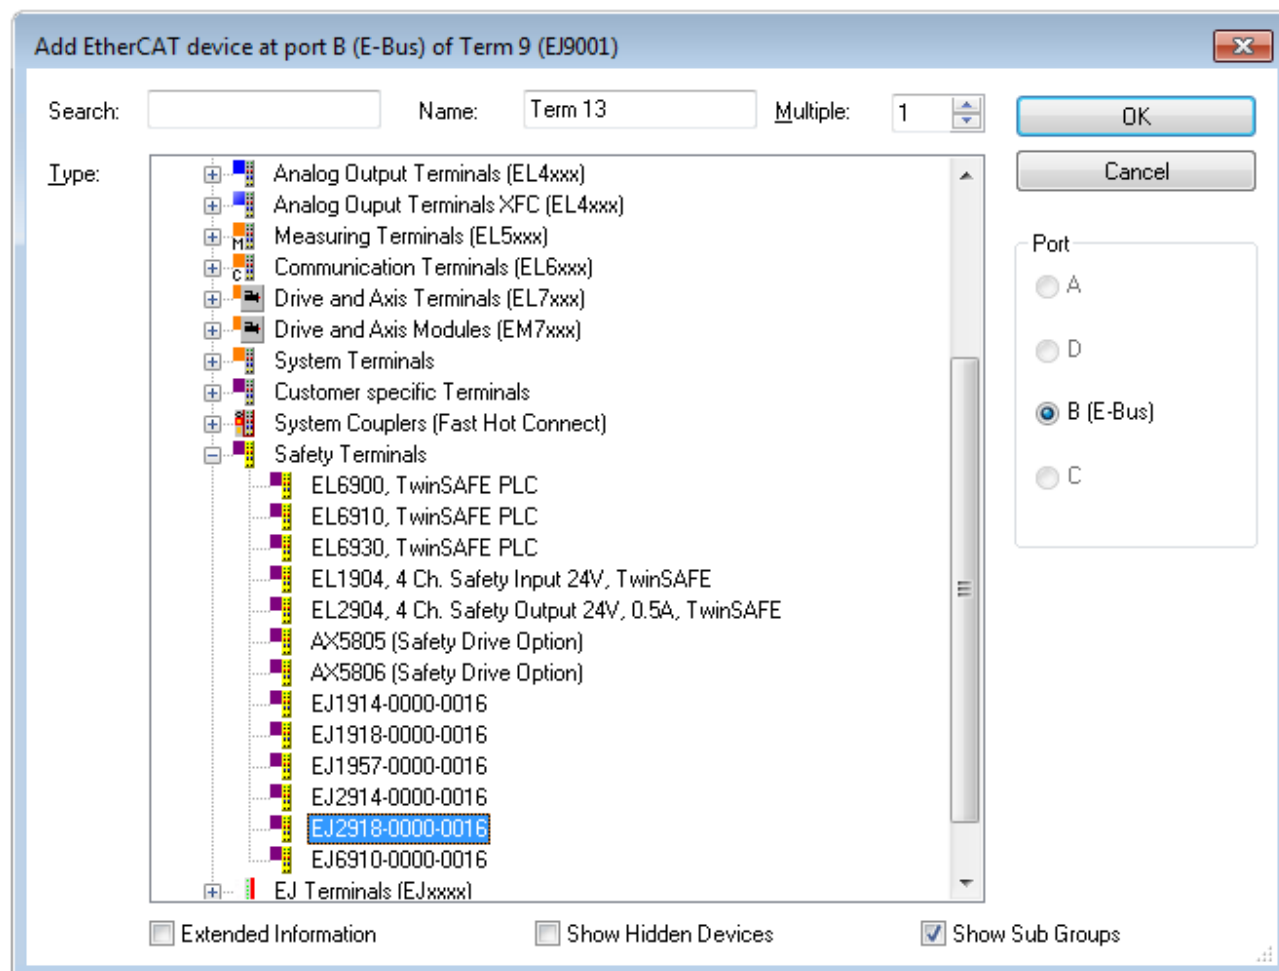 Add EtherCAT device at port B (E-Bus) of Term 9 (EJ9001)
Search: Name: Term 13 Multiple: 1 OK
Type: Cancel
Analog Output Terminals (EL4xxx)
Analog Ouput Terminals XFC (EL4xxx)
Measuring Terminals (EL5xxx)
Communication Terminals (EL6xxx)
Drive and Axis Terminals (EL7xxx)
Drive and Axis Modules (EM7xxx)
System Terminals
Customer specific Terminals
System Couplers (Fast Hot Connect)
Safety Terminals
EL6900, TwinSAFE PLC
EL6910, TwinSAFE PLC
EL6930, TwinSAFE PLC
EL1904, 4 Ch. Safety Input 24V, TwinSAFE
EL2904, 4 Ch. Safety Output 24V, 0.5A, TwinSAFE
AX5805 (Safety Drive Option)
AX5806 (Safety Drive Option)
EJ1914-0000-0016
EJ1918-0000-0016
EJ1957-0000-0016
EJ2914-0000-0016
EJ2918-0000-0016
EJ6910-0000-0016
EJ Terminals (EJxxxx)
Port
A
D
B (E-Bus)
C
Extended Information Show Hidden Devices Show Sub Groups